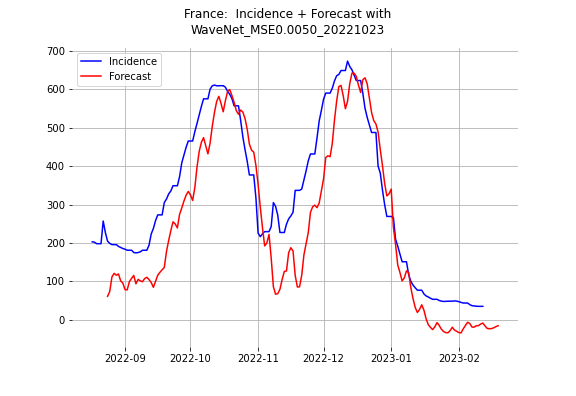 France:  Incidence + Forecast with
WaveNet_MSE0.0050_20221023
Incidence
Forecast
700
600
500
400
300
200
100
0
2022-09 2022-10 2022-11 2022-12 2023-01 2023-02